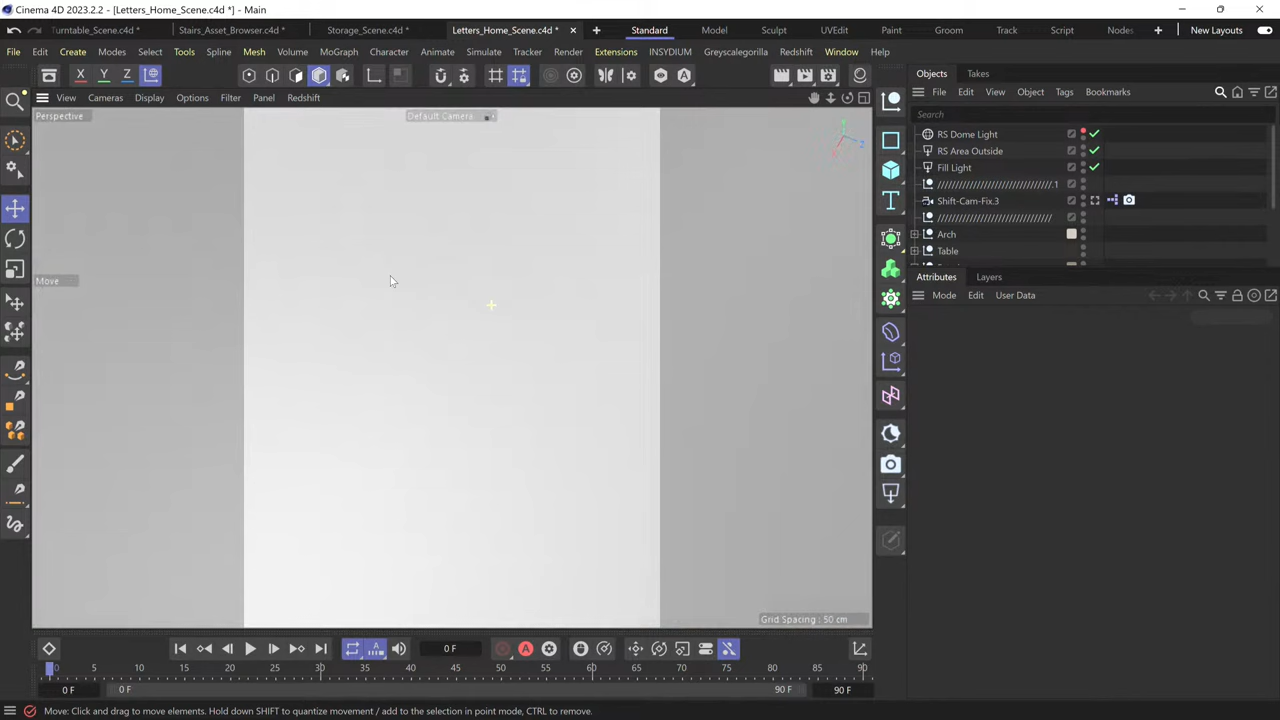 Cinema 4D 2023.2.2 - [Letters_Home_Scene.c4d *] - Main
Turntable_Scene.c4d * Stairs_Asset_Browser.c4d * Storage_Scene.c4d * Letters_Home_Scene.c4d * Standard Model Sculpt UVEdit Paint Groom Track Script Nodes New Layouts
File Edit Create Modes Select Tools Spline Mesh Volume MoGraph Character Animate Simulate Tracker Render Extensions INSYDIUM Greyscalegorilla Redshift Window Help
X Y Z
Objects Takes
File Edit View Object Tags Bookmarks
View Cameras Display Options Filter Panel Redshift
Perspective
Default Camera
Search
RS Dome Light
RS Area Outside
Fill Light
////////////////////////////////.1
Shift-Cam-Fix.3
////////////////////////////////
Arch
Table
Move
Attributes Layers
Mode Edit User Data
Grid Spacing : 50 cm
0 F
0 5 10 15 20 25 30 35 40 45 50 55 60 65 70 75 80 85 90
0 F 0 F 90 F 90 F
Move: Click and drag to move elements. Hold down SHIFT to quantize movement / add to the selection in point mode, CTRL to remove.